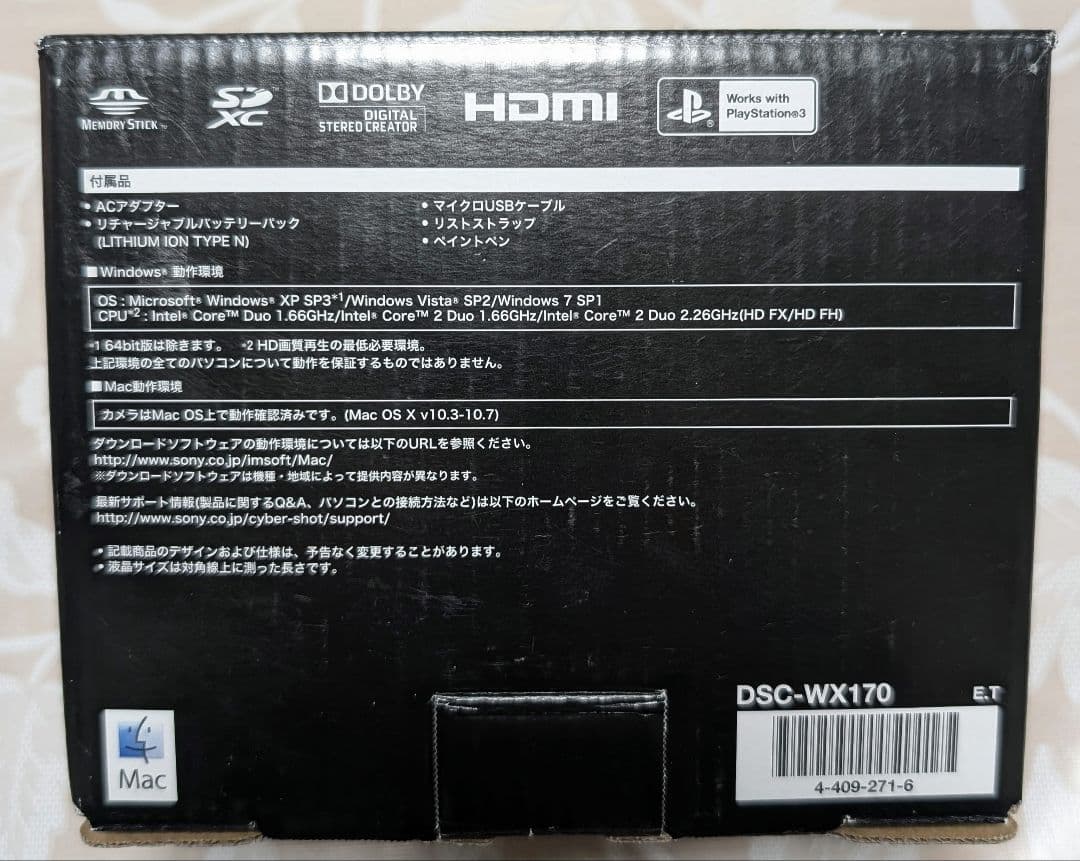 MEMORY STICK™
SD XC
DOLBY DIGITAL STEREO CREATOR
HDMI
Works with PlayStation®3
付属品
• ACアダプター
• リチャージャブルバッテリーパック
(LITHIUM ION TYPE N)
• マイクロUSBケーブル
• リストストラップ
• ペイントペン
■Windows® 動作環境
OS : Microsoft® Windows® XP SP3*1/Windows Vista® SP2/Windows 7 SP1
CPU*2 : Intel® Core™ Duo 1.66GHz/Intel® Core™ 2 Duo 1.66GHz/Intel® Core™ 2 Duo 2.26GHz(HD FX/HD FH)
*1 64bit版は除きます。 *2 HD画質再生の最低必要環境。
上記環境の全てのパソコンについて動作を保証するものではありません。
■Mac動作環境
カメラはMac OS上で動作確認済みです。(Mac OS X v10.3-10.7)
ダウンロードソフトウェアの動作環境については以下のURLを参照ください。
http://www.sony.co.jp/imsoft/Mac/
※ダウンロードソフトウェアは機種・地域によって提供内容が異なります。
最新サポート情報(製品に関するQ&A、パソコンとの接続方法など)は以下のホームページをご覧ください。
http://www.sony.co.jp/cyber-shot/support/
• 記載商品のデザインおよび仕様は、予告なく変更することがあります。
• 液晶サイズは対角線上に測った長さです。
DSC-WX170 E.T
Mac
4-409-271-6